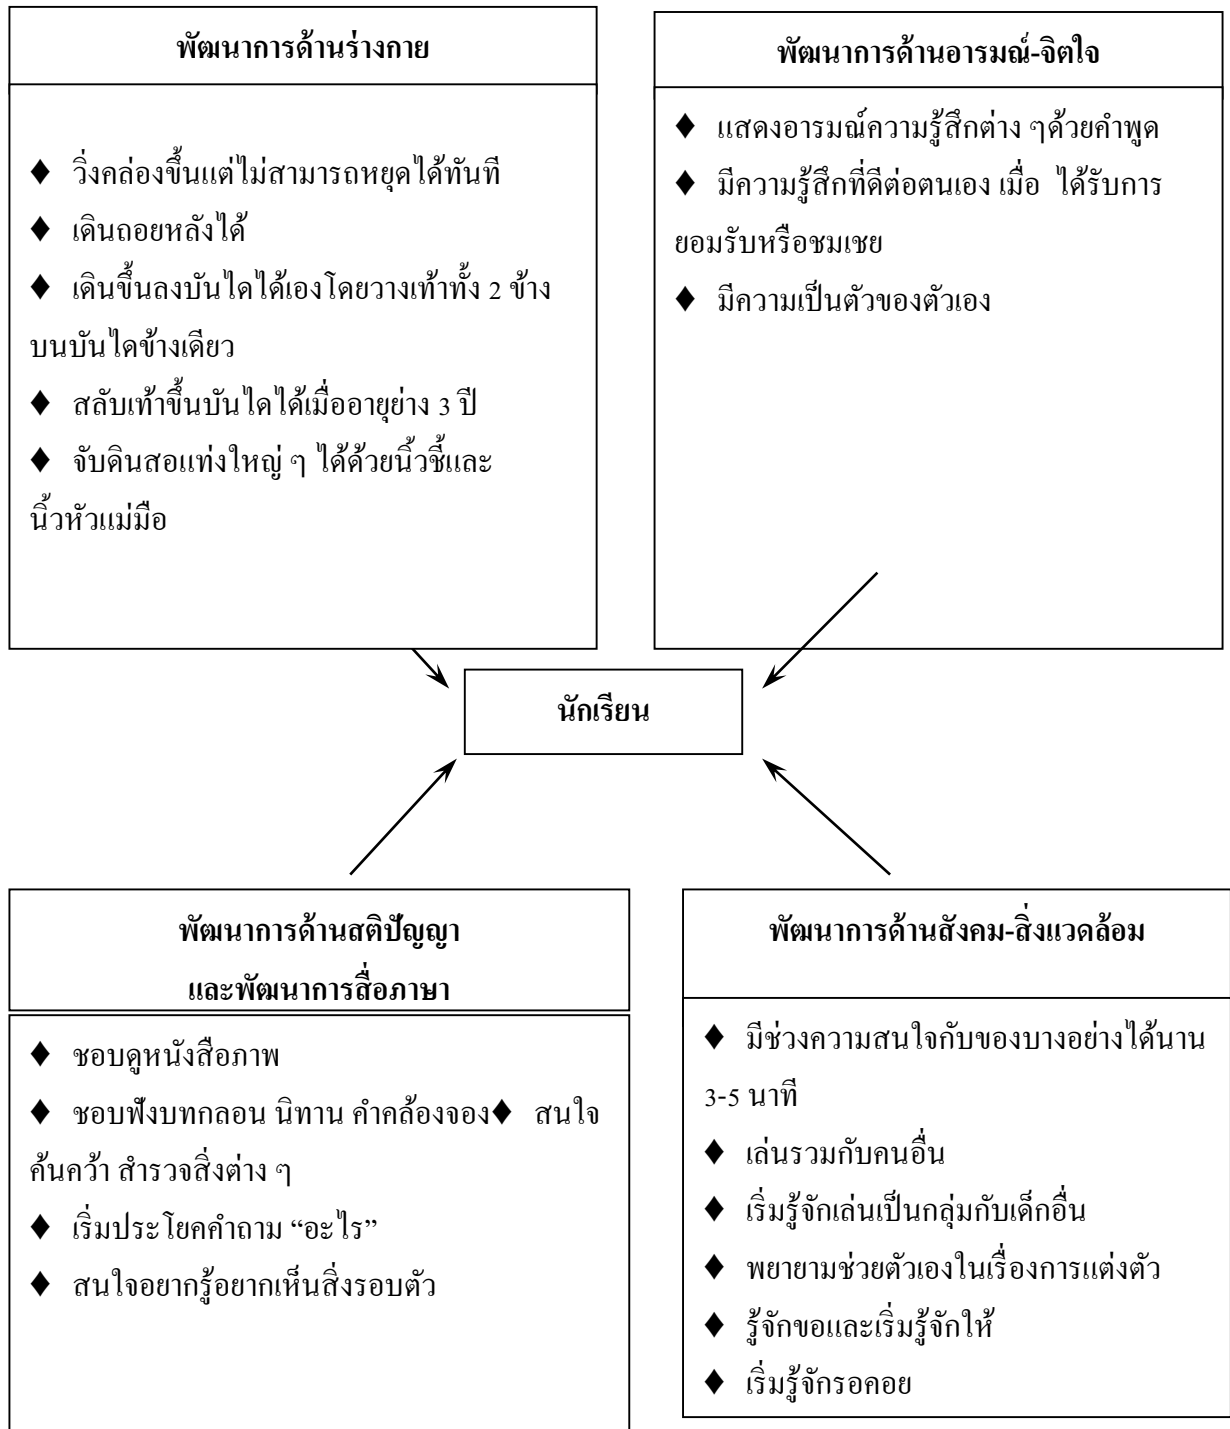 พัฒนาการด้านร่างกาย
♦ วิ่งคล่องขึ้นแต่ไม่สามารถหยุดได้ทันที
♦ เดินถอยหลังได้
♦ เดินขึ้นลงบันไดได้เองโดยวางเท้าทั้ง 2 ข้าง
บนบันไดข้างเดียว
♦ สลับเท้าขึ้นบันไดได้เมื่ออายุย่าง 3 ปี
♦ จับดินสอแท่งใหญ่ ๆ ได้ด้วยนิ้วชี้และ
นิ้วหัวแม่มือ
พัฒนาการด้านอารมณ์-จิตใจ
♦ แสดงอารมณ์ความรู้สึกต่าง ๆด้วยคำพูด
♦ มีความรู้สึกที่ดีต่อตนเอง เมื่อ ได้รับการ
ยอมรับหรือชมเชย
♦ มีความเป็นตัวของตัวเอง
นักเรียน
พัฒนาการด้านสติปัญญา
และพัฒนาการสื่อภาษา
♦ ชอบดูหนังสือภาพ
♦ ชอบฟังบทกลอน นิทาน คำคล้องจอง♦ สนใจ
ค้นคว้า สำรวจสิ่งต่าง ๆ
♦ เริ่มประโยคคำถาม “อะไร”
♦ สนใจอยากรู้อยากเห็นสิ่งรอบตัว
พัฒนาการด้านสังคม-สิ่งแวดล้อม
♦ มีช่วงความสนใจกับของบางอย่างได้นาน
3-5 นาที
♦ เล่นรวมกับคนอื่น
♦ เริ่มรู้จักเล่นเป็นกลุ่มกับเด็กอื่น
♦ พยายามช่วยตัวเองในเรื่องการแต่งตัว
♦ รู้จักขอและเริ่มรู้จักให้
♦ เริ่มรู้จักรอคอย